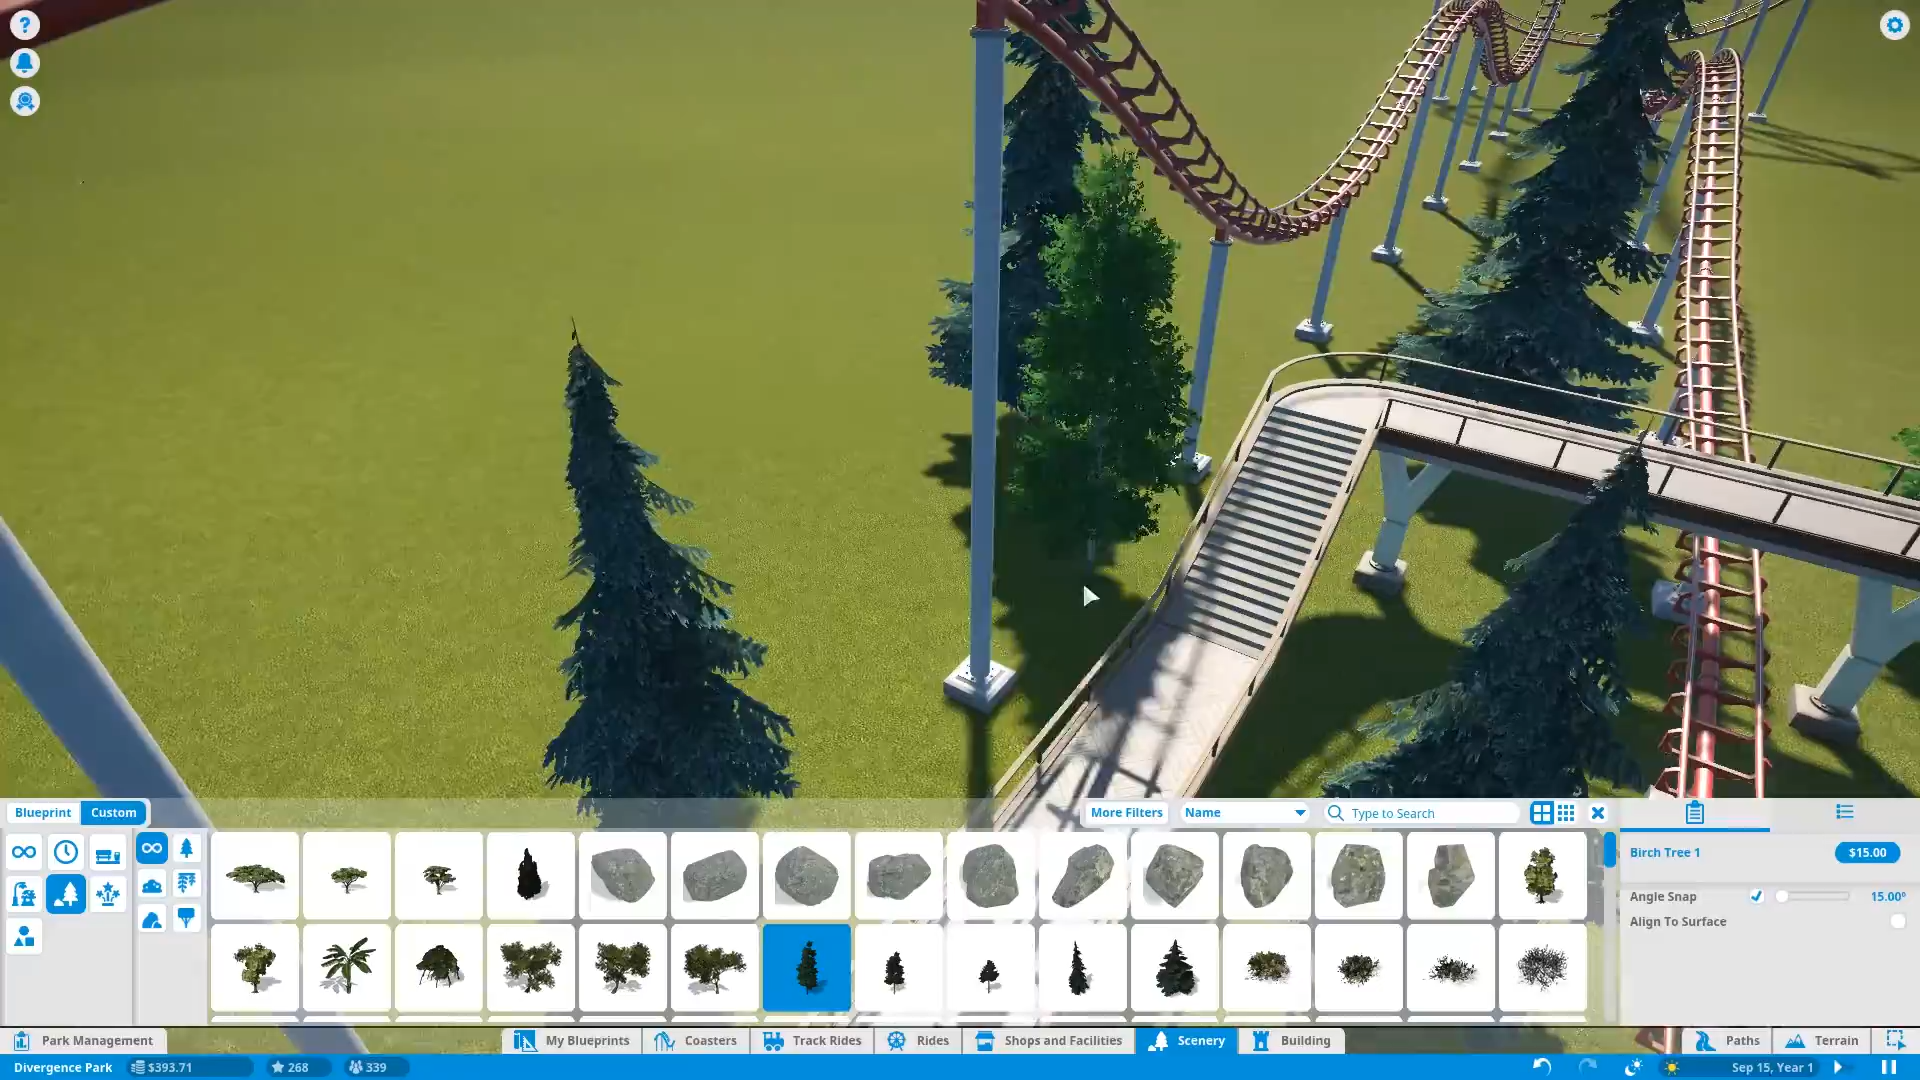 Blueprint Custom More Filters Name Type to Search
Birch Tree 1 $15.00
Angle Snap 15.00°
Align To Surface
Park Management My Blueprints Coasters Track Rides Rides Shops and Facilities Scenery Building Paths Terrain
Divergence Park $393.71 268 339 Sep 15, Year 1